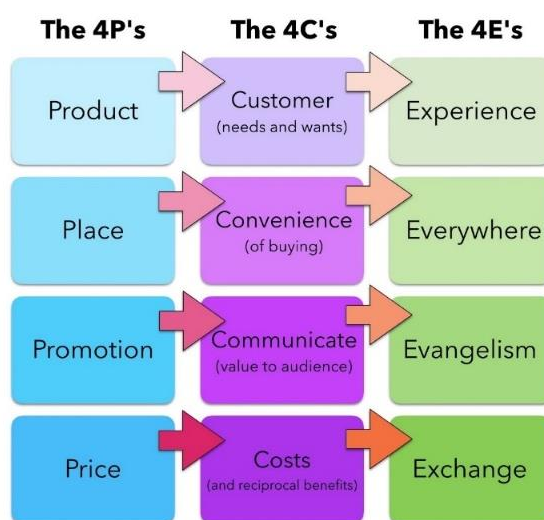 The 4P's The 4C's The 4E's
Product Customer Experience
(needs and wants)
Place Convenience Everywhere
(of buying)
Promotion Communicate Evangelism
(value to audience)
Price Costs Exchange
(and reciprocal benefits)